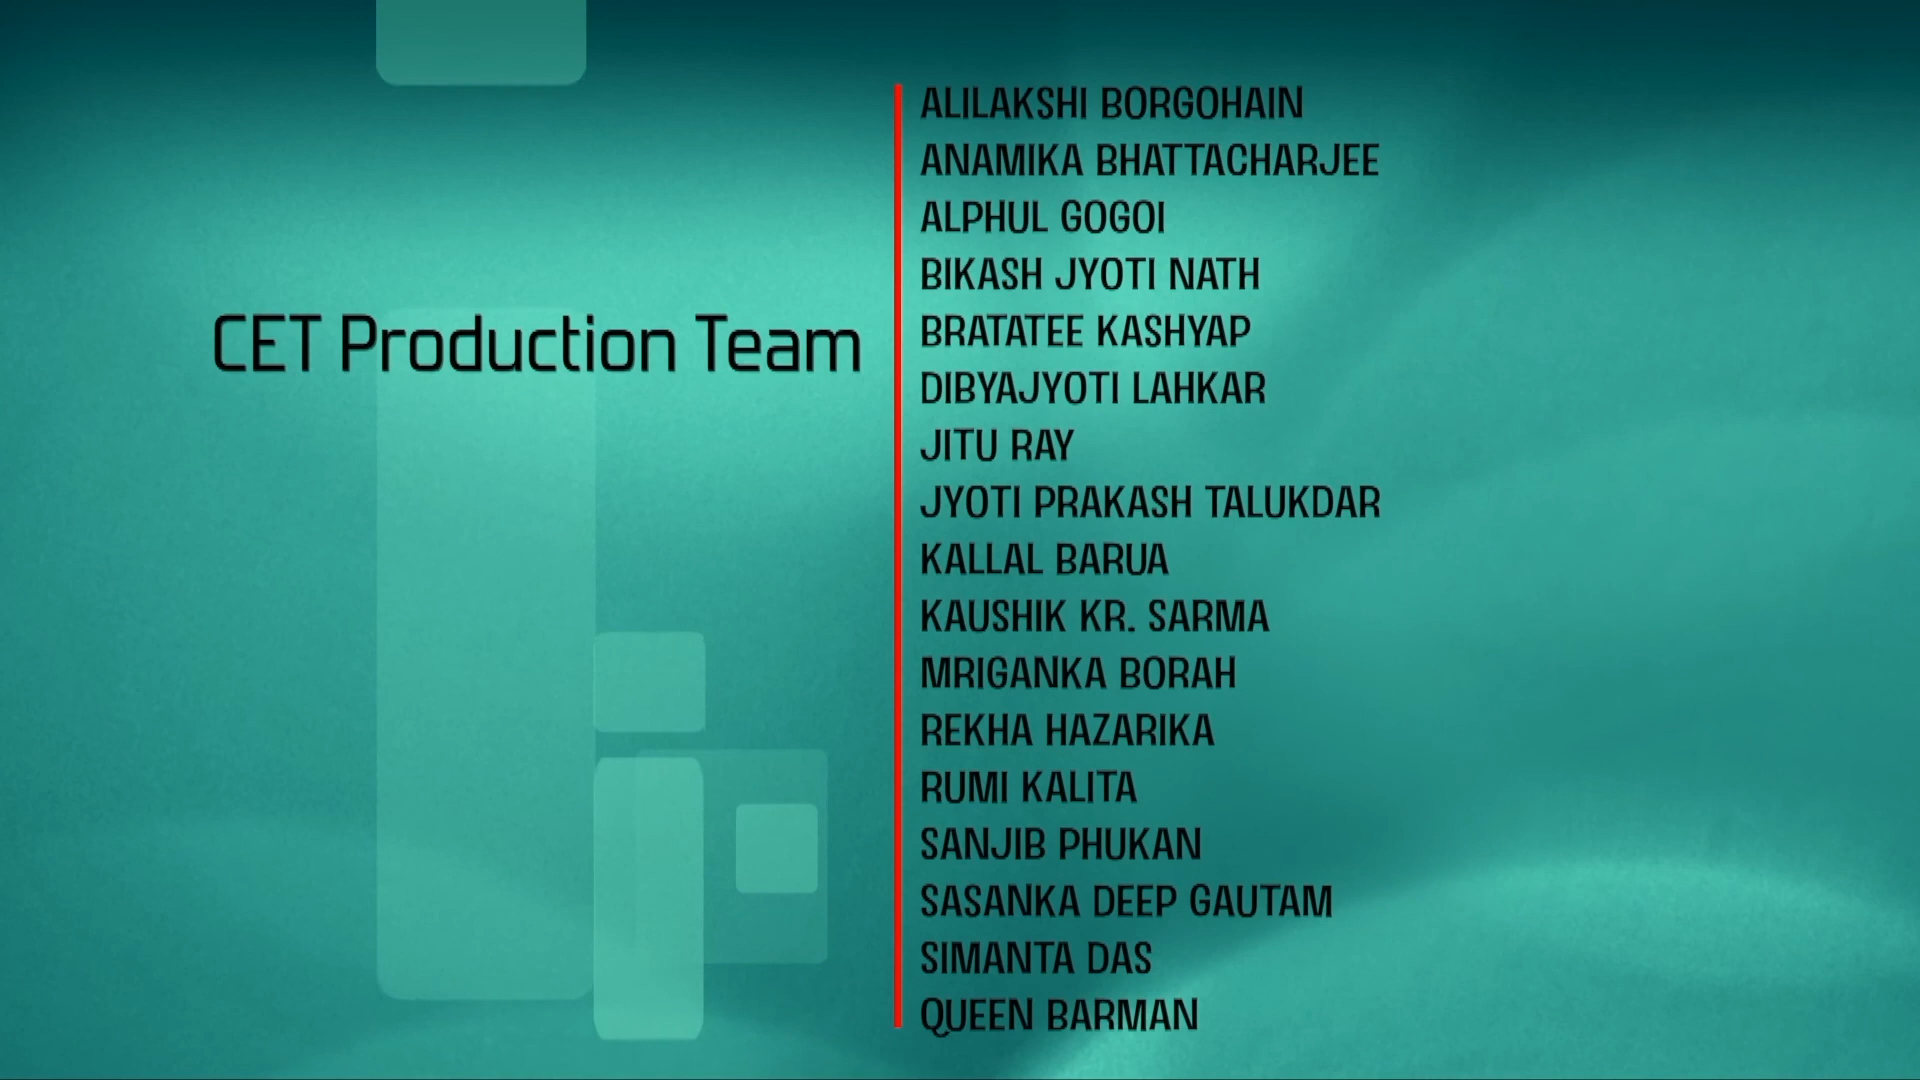 CET Production Team
ALILAKSHI BORGOHAIN
ANAMIKA BHATTACHARJEE
ALPHUL GOGOI
BIKASH JYOTI NATH
BRATATEE KASHYAP
DIBYAJYOTI LAHKAR
JITU RAY
JYOTI PRAKASH TALUKDAR
KALLAL BARUA
KAUSHIK KR. SARMA
MRIGANKA BORAH
REKHA HAZARIKA
RUMI KALITA
SANJIB PHUKAN
SASANKA DEEP GAUTAM
SIMANTA DAS
QUEEN BARMAN